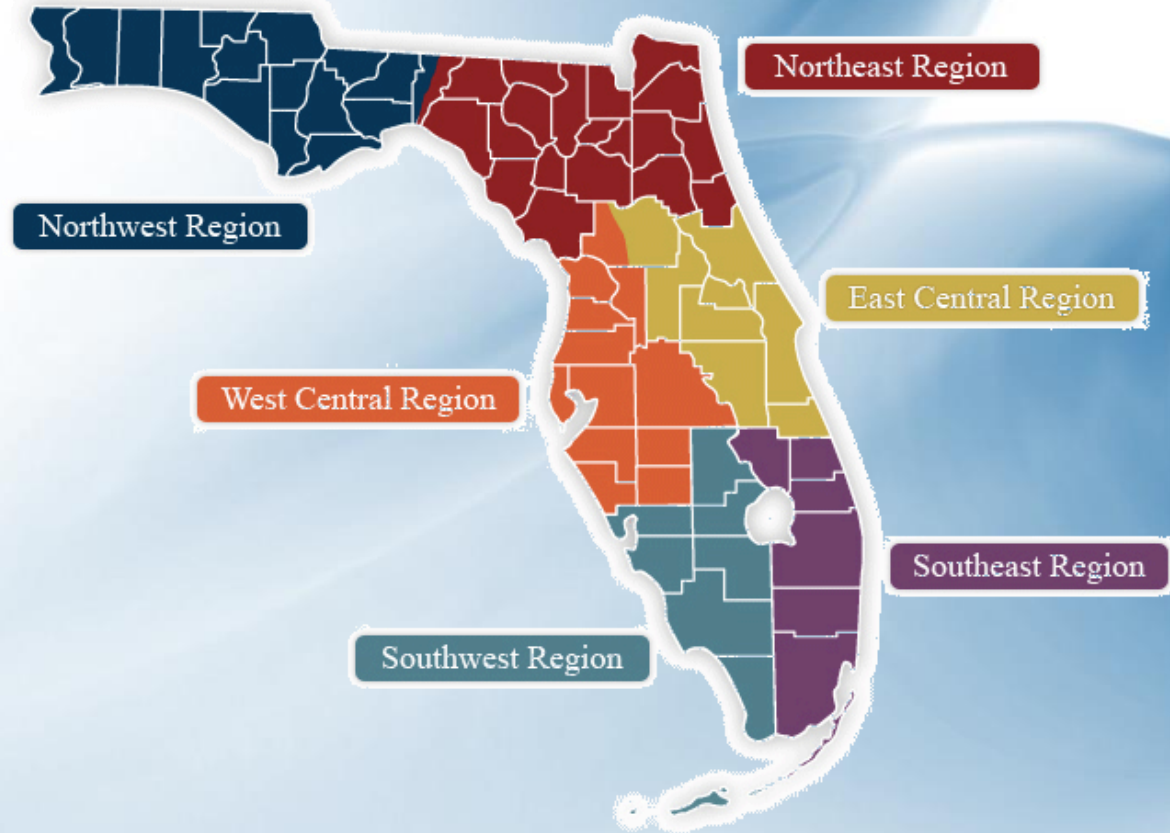 Northeast Region
Northwest Region
East Central Region
West Central Region
Southeast Region
Southwest Region